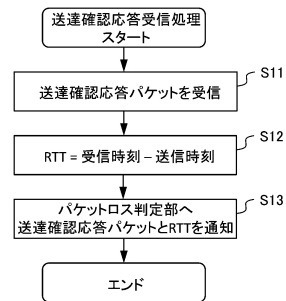 送達確認応答受信処理
スタート
S11
送達確認応答パケットを受信
S12
RTT = 受信時刻 − 送信時刻
S13
パケットロス判定部へ
送達確認応答パケットとRTTを通知
エンド